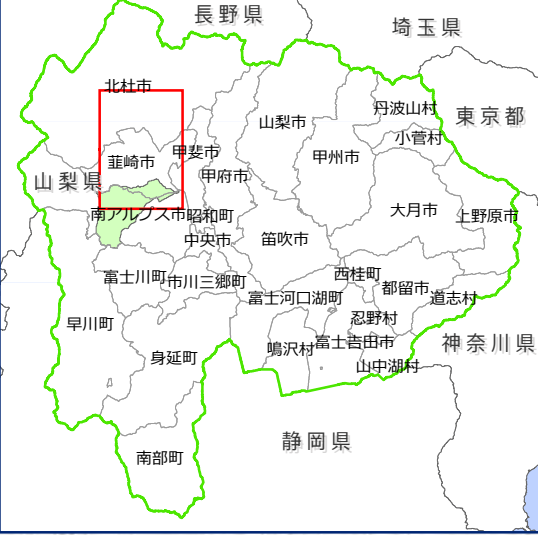 長野県
埼玉県
北杜市
丹波山村
東京都
山梨市
小菅村
甲斐市
甲州市
韮崎市
甲府市
山梨県
南アルプス市
昭和町
大月市
上野原市
中央市
笛吹市
西桂町
富士川町
市川三郷町
都留市
富士河口湖町
道志村
早川町
忍野村
富士吉田市
神奈川県
鳴沢村
身延町
山中湖村
静岡県
南部町